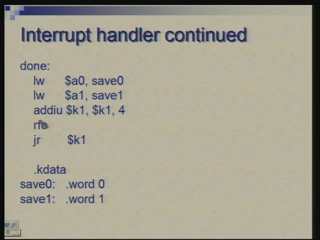 Interrupt handler continued
done:
lw $a0, save0
lw $a1, save1
addiu $k1, $k1, 4
rfe
jr $k1
.kdata
save0: .word 0
save1: .word 1